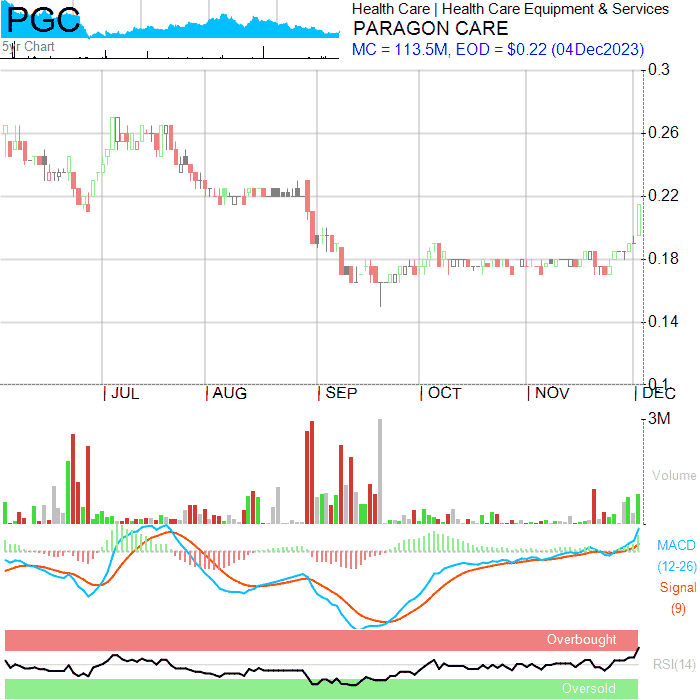 PGC
5yr Chart
Health Care | Health Care Equipment & Services
PARAGON CARE
MC = 113.5M, EOD = $0.22 (04Dec2023)
0.3
0.26
0.22
0.18
0.14
0.1
JUL AUG SEP OCT NOV DEC
3M
Volume
MACD
(12-26)
Signal
(9)
Overbought
RSI(14)
Oversold